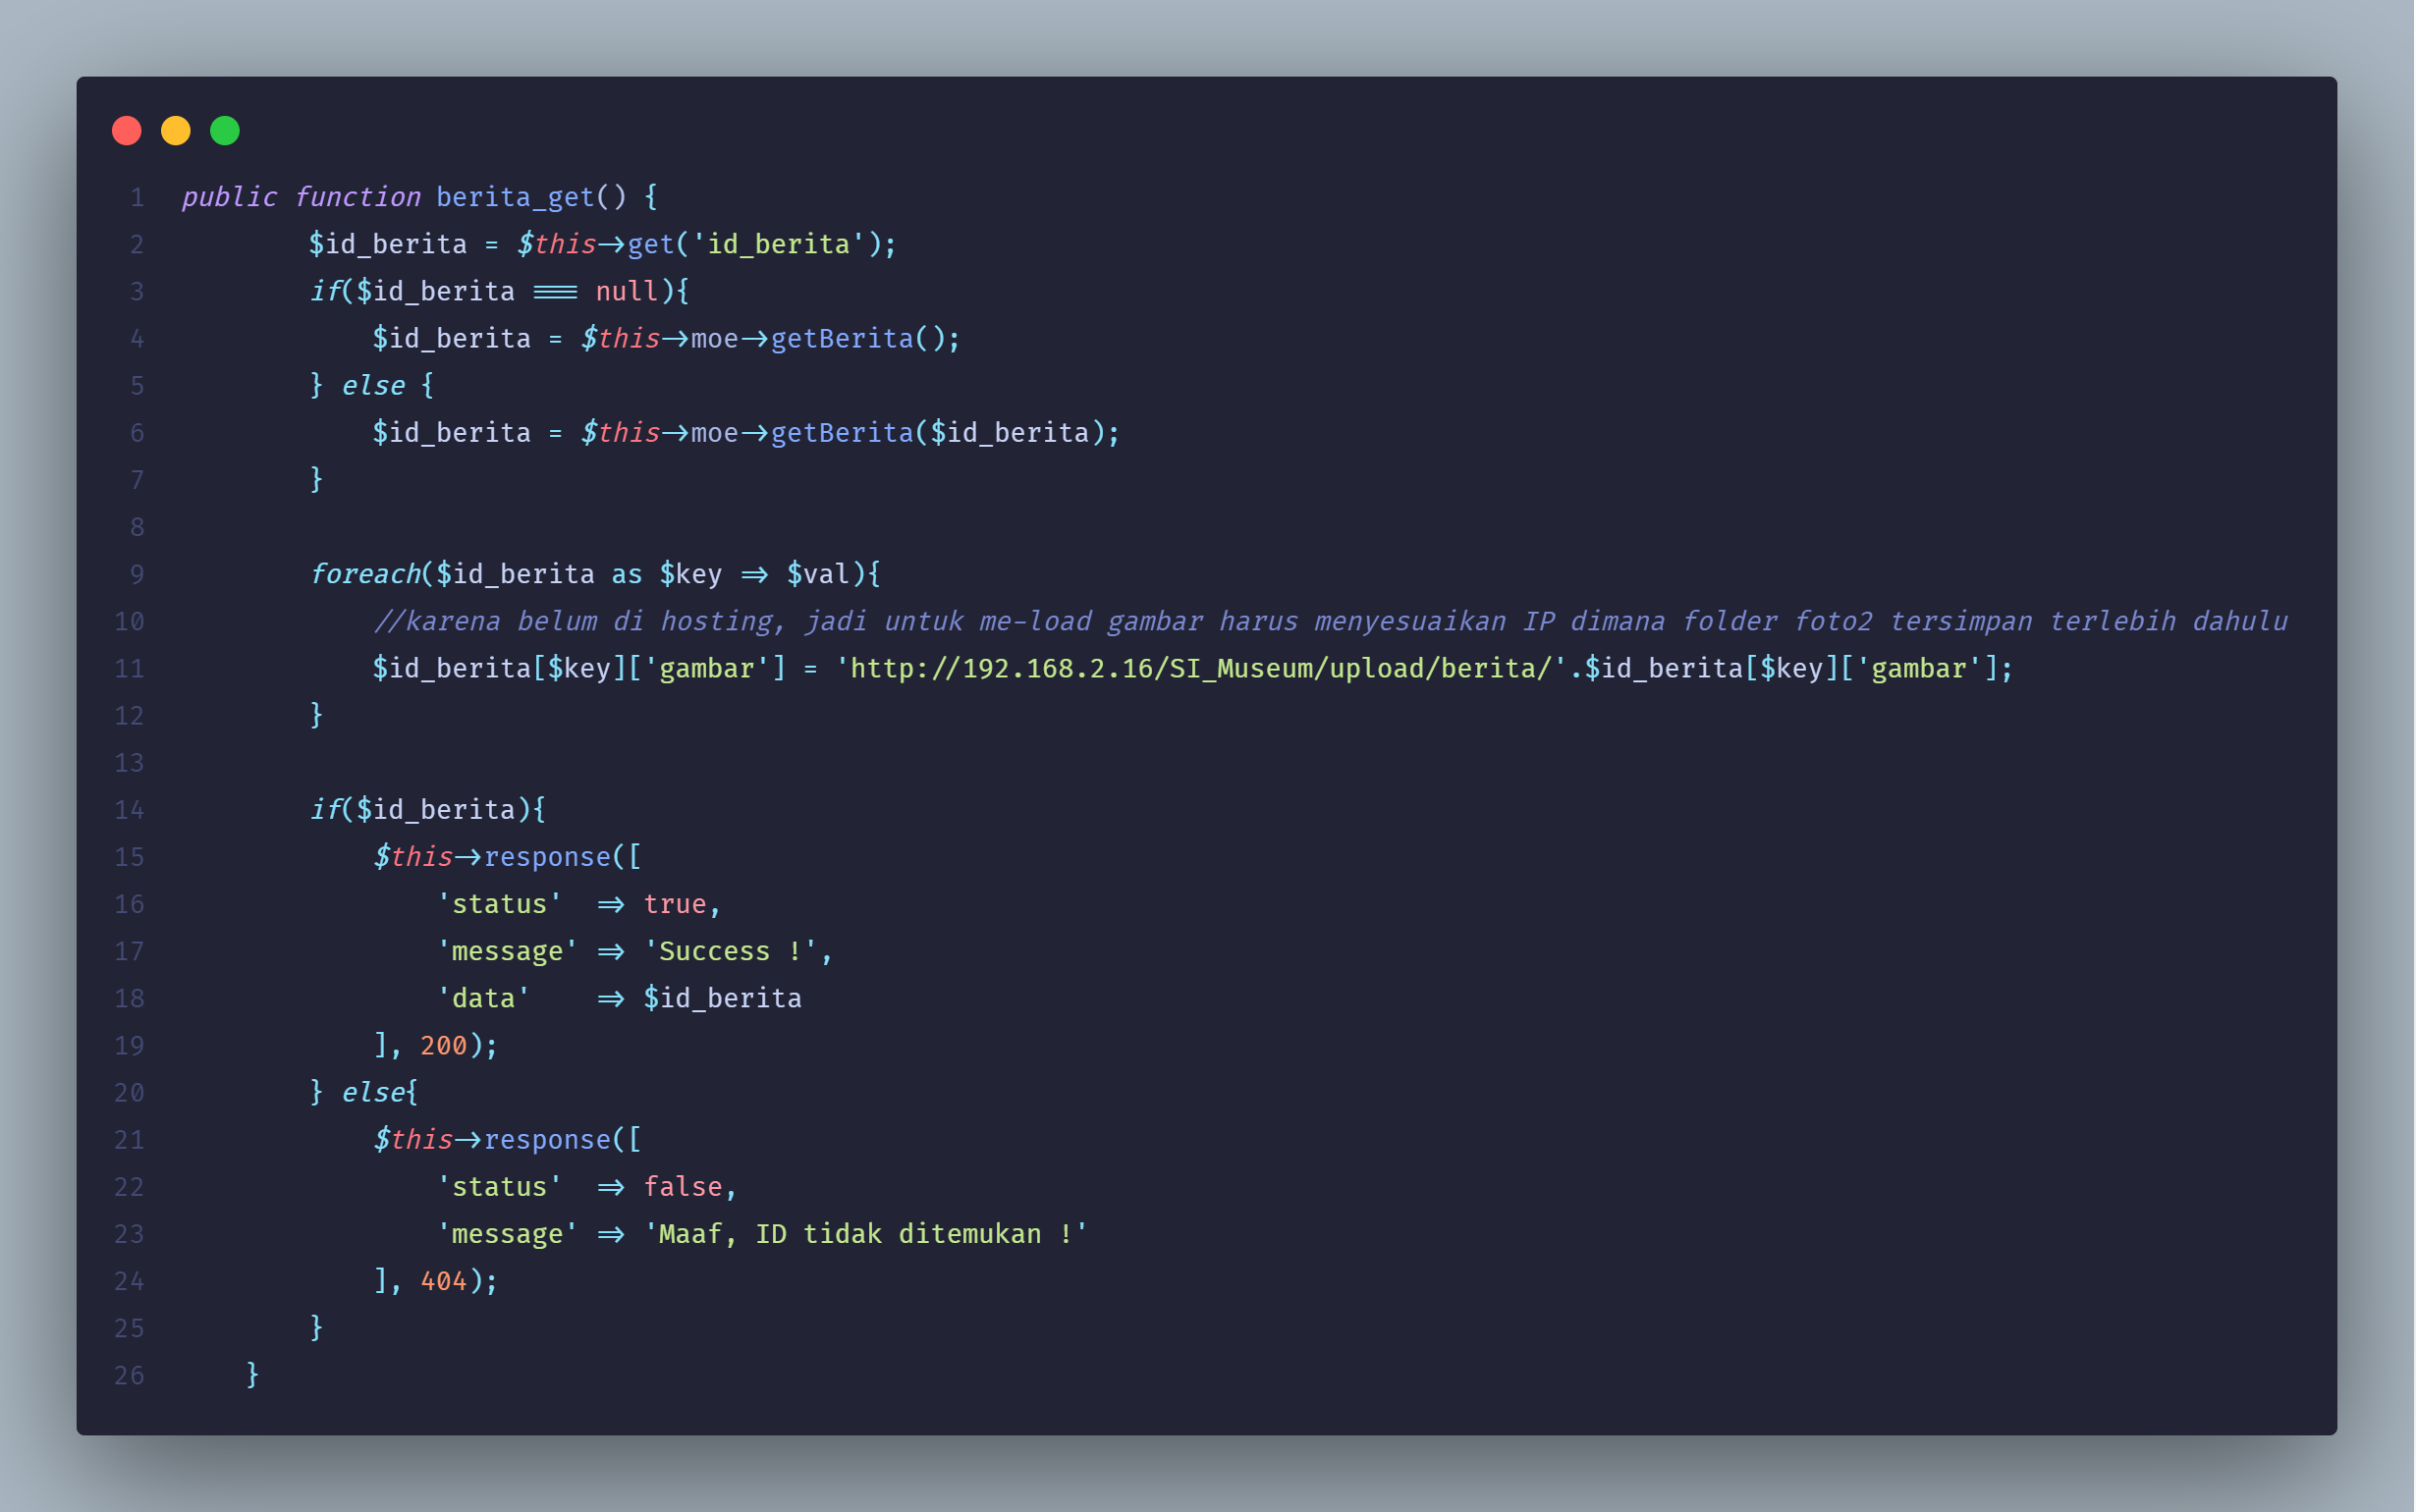 1 public function berita_get() {
2         $id_berita = $this->get('id_berita');
3         if($id_berita === null){
4             $id_berita = $this->moe->getBerita();
5         } else {
6             $id_berita = $this->moe->getBerita($id_berita);
7         }
8
9         foreach($id_berita as $key => $val){
10             //karena belum di hosting, jadi untuk me-load gambar harus menyesuaikan IP dimana folder foto2 tersimpan terlebih dahulu
11             $id_berita[$key]['gambar'] = 'http://192.168.2.16/SI_Museum/upload/berita/'.$id_berita[$key]['gambar'];
12         }
13
14         if($id_berita){
15             $this->response([
16                 'status'  => true,
17                 'message' => 'Success !',
18                 'data'    => $id_berita
19             ], 200);
20         } else{
21             $this->response([
22                 'status'  => false,
23                 'message' => 'Maaf, ID tidak ditemukan !'
24             ], 404);
25         }
26     }